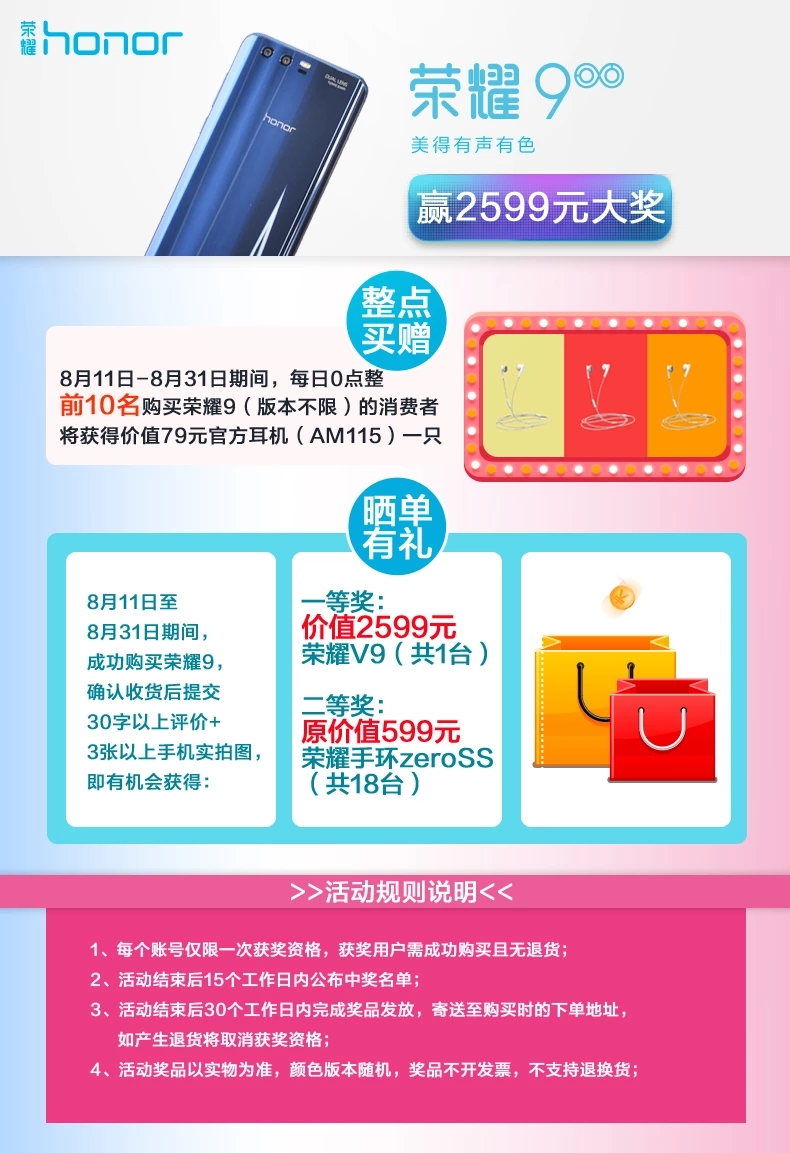 荣耀 honor
DUAL LENS
honor
荣耀9
美得有声有色
赢2599元大奖
整点
买赠
8月11日-8月31日期间，每日0点整
前10名购买荣耀9（版本不限）的消费者
将获得价值79元官方耳机（AM115）一只
晒单
有礼
8月11日至
8月31日期间，
成功购买荣耀9，
确认收货后提交
30字以上评价+
3张以上手机实拍图，
即有机会获得：
一等奖：
价值2599元
荣耀V9（共1台）
二等奖：
原价值599元
荣耀手环zeroSS
（共18台）
>>活动规则说明<<
1、每个账号仅限一次获奖资格，获奖用户需成功购买且无退货；
2、活动结束后15个工作日内公布中奖名单；
3、活动结束后30个工作日内完成奖品发放，寄送至购买时的下单地址，
如产生退货将取消获奖资格；
4、活动奖品以实物为准，颜色版本随机，奖品不开发票，不支持退换货；